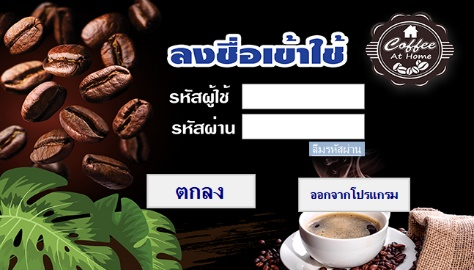 ลงชื่อเข้าใช้
Coffee
At Home
รหัสผู้ใช้
รหัสผ่าน
ลืมรหัสผ่าน
ตกลง
ออกจากโปรแกรม